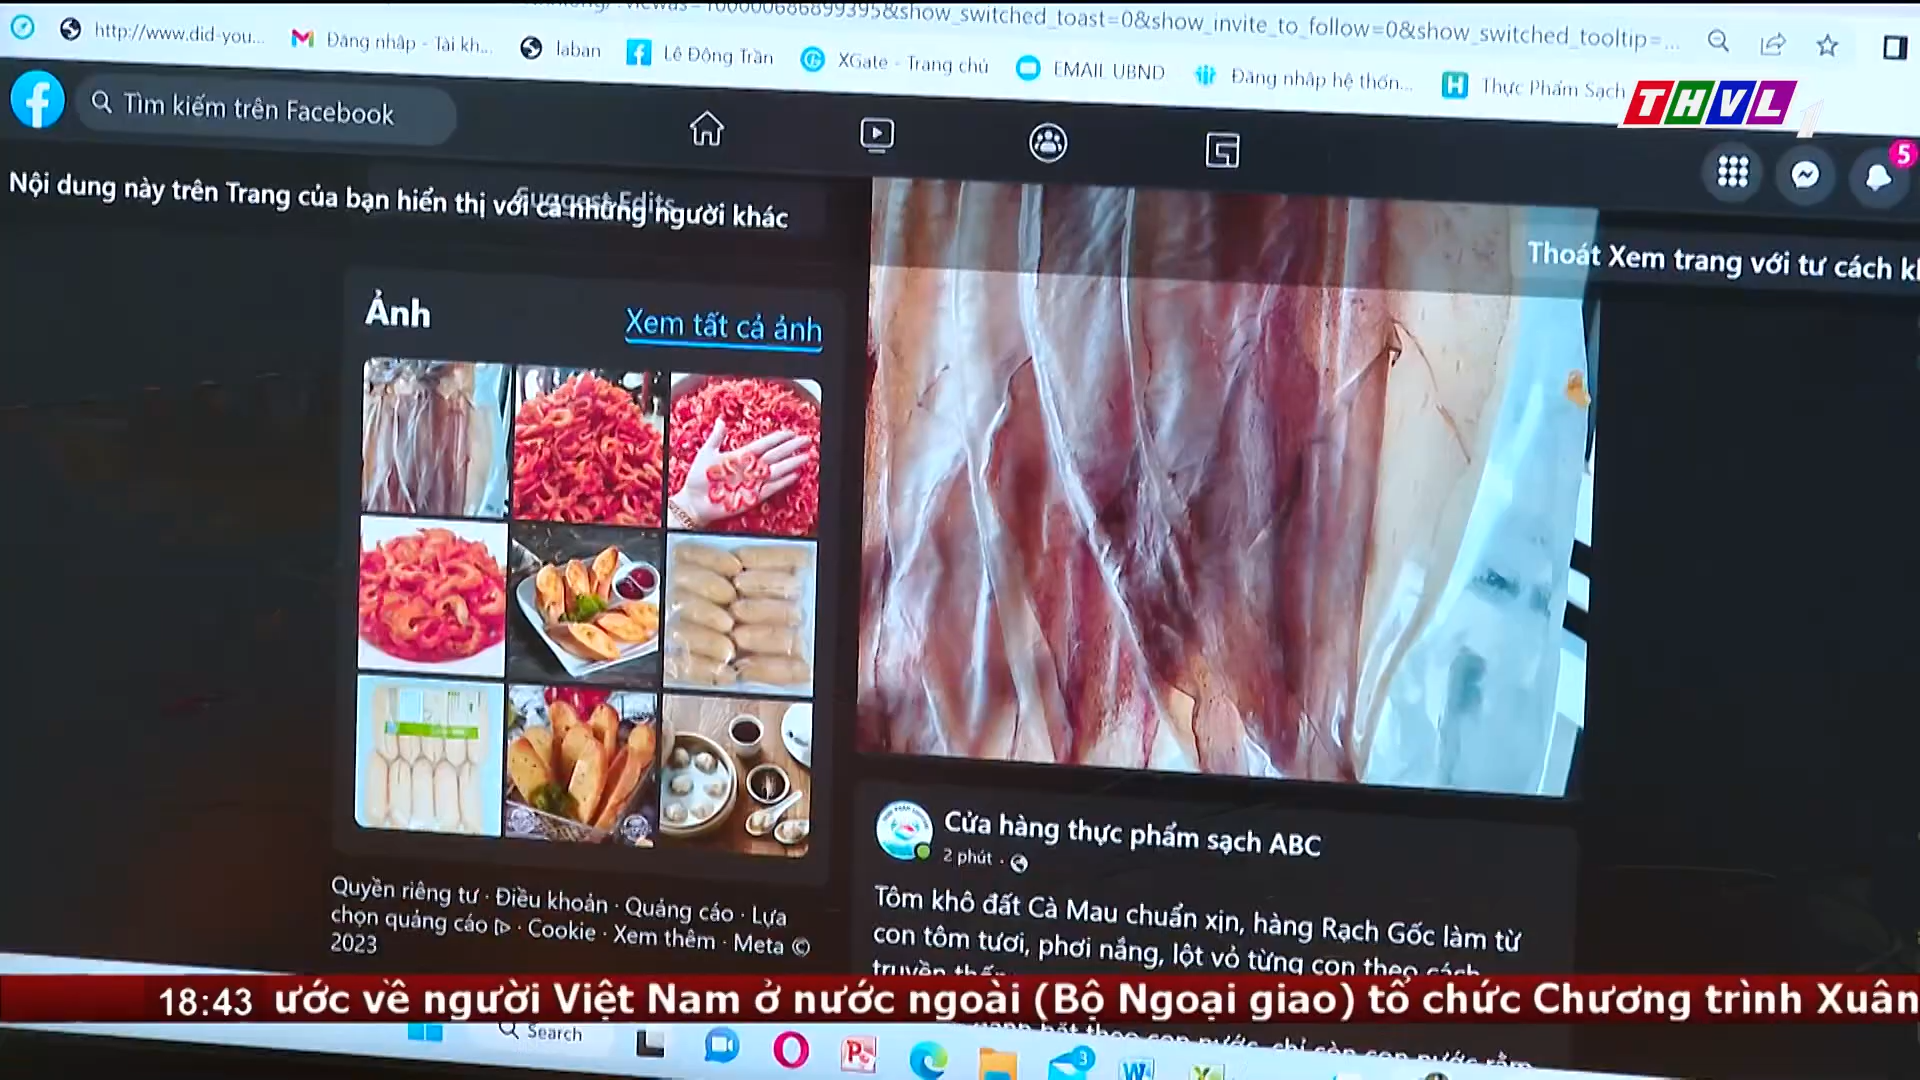 100000686899395&show_switched_toast=0&show_invite_to_follow=0&show_switched_tooltip=...
http://www.did-you...
Đăng nhập - Tài kh...
laban
Lê Động Trần
XGate - Trang chủ
EMAIL UBND
Đăng nhập hệ thốn...
Thực Phẩm Sạch
THVL 1
Tìm kiếm trên Facebook
5
Suggest Edits
Nội dung này trên Trang của bạn hiển thị với cả những người khác
Thoát Xem trang với tư cách
Ảnh
Xem tất cả ảnh
Cửa hàng thực phẩm sạch ABC
2 phút
Tôm khô đất Cà Mau chuẩn xịn, hàng Rạch Gốc làm từ
con tôm tươi, phơi nắng, lột vỏ từng con theo cách
Quyền riêng tư · Điều khoản · Quảng cáo · Lựa
chọn quảng cáo · Cookie · Xem thêm · Meta ©
2023
18:43 ước về người Việt Nam ở nước ngoài (Bộ Ngoại giao) tổ chức Chương trình Xuân
Search
3